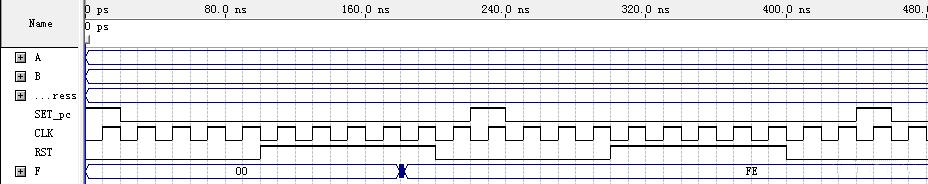 Name
0 ps 80.0 ns 160.0 ns 240.0 ns 320.0 ns 400.0 ns 480.
0 ps
A
B
...ress
SET_pc
CLK
RST
F 00 FE